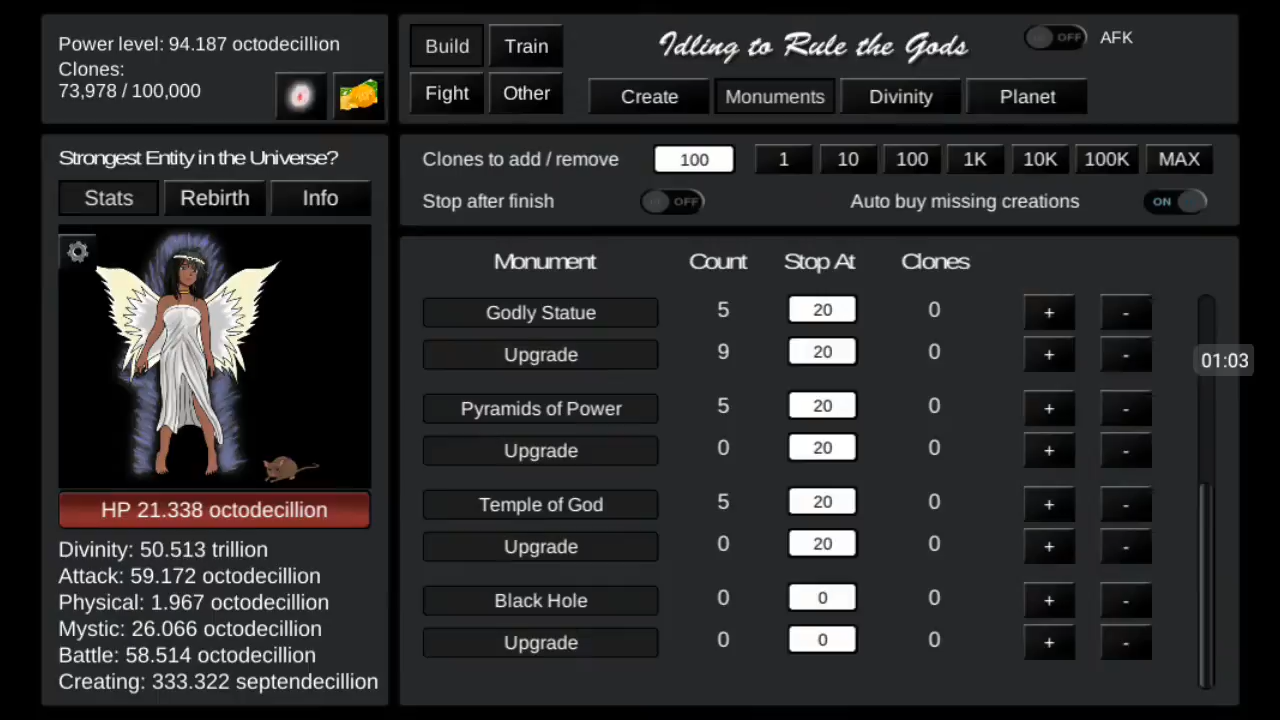 Power level: 94.187 octodecillion
Clones:
73,978 / 100,000
Build Train
Fight Other
Idling to Rule the Gods
OFF AFK
Create Monuments Divinity Planet
Strongest Entity in the Universe?
Stats Rebirth Info
HP 21.338 octodecillion
Divinity: 50.513 trillion
Attack: 59.172 octodecillion
Physical: 1.967 octodecillion
Mystic: 26.066 octodecillion
Battle: 58.514 octodecillion
Creating: 333.322 septendecillion
Clones to add / remove 100 1 10 100 1K 10K 100K MAX
Stop after finish OFF Auto buy missing creations ON
Monument Count Stop At Clones
Godly Statue 5 20 0 + -
Upgrade 9 20 0 + -
Pyramids of Power 5 20 0 + -
Upgrade 0 20 0 + -
Temple of God 5 20 0 + -
Upgrade 0 20 0 + -
Black Hole 0 0 0 + -
Upgrade 0 0 0 + -
01:03